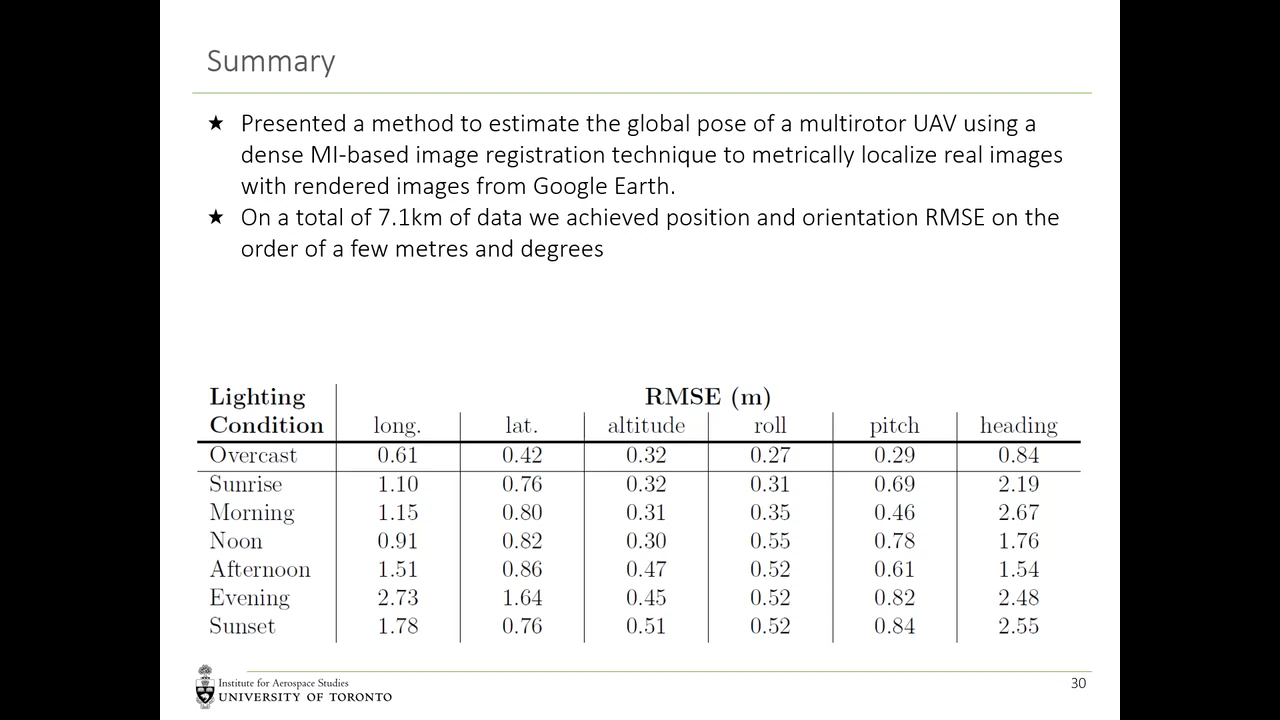 Summary
★ Presented a method to estimate the global pose of a multirotor UAV using a
dense MI-based image registration technique to metrically localize real images
with rendered images from Google Earth.
★ On a total of 7.1km of data we achieved position and orientation RMSE on the
order of a few metres and degrees
Lighting RMSE (m)
Condition long. lat. altitude roll pitch heading
Overcast 0.61 0.42 0.32 0.27 0.29 0.84
Sunrise 1.10 0.76 0.32 0.31 0.69 2.19
Morning 1.15 0.80 0.31 0.35 0.46 2.67
Noon 0.91 0.82 0.30 0.55 0.78 1.76
Afternoon 1.51 0.86 0.47 0.52 0.61 1.54
Evening 2.73 1.64 0.45 0.52 0.82 2.48
Sunset 1.78 0.76 0.51 0.52 0.84 2.55
Institute for Aerospace Studies
UNIVERSITY OF TORONTO
30